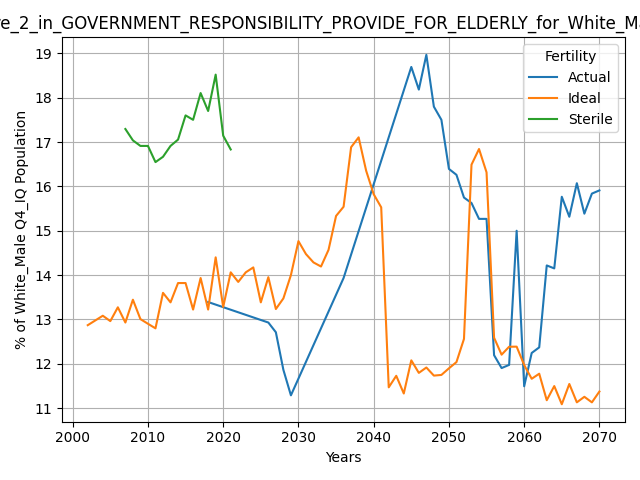 re_2_in_GOVERNMENT_RESPONSIBILITY_PROVIDE_FOR_ELDERLY_for_White_Ma
Fertility
Actual
Ideal
Sterile
% of White_Male Q4_IQ Population
19
18
17
16
15
14
13
12
11
2000
2010
2020
2030
2040
2050
2060
2070
Years